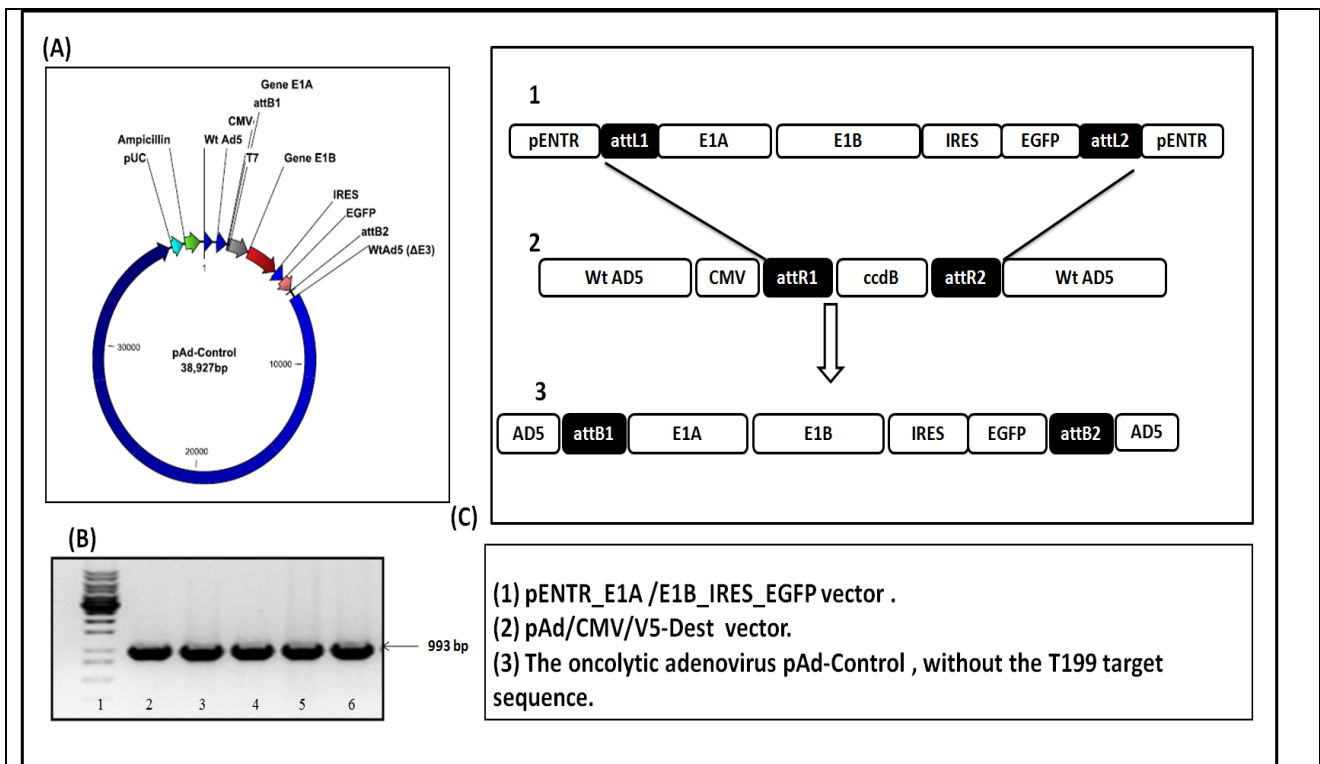 (A)
Gene E1A
attB1
CMV
Ampicillin
Wt Ad5
pUC
T7
Gene E1B
IRES
EGFP
attB2
WtAd5 (ΔE3)
1
30000
pAd-Control
38,927bp
10000
20000
1
pENTR attL1 E1A E1B IRES EGFP attL2 pENTR
2
Wt AD5 CMV attR1 ccdB attR2 Wt AD5
3
AD5 attB1 E1A E1B IRES EGFP attB2 AD5
(B)
993 bp
1 2 3 4 5 6
(C)
(1) pENTR_E1A /E1B_IRES_EGFP vector .
(2) pAd/CMV/V5-Dest vector.
(3) The oncolytic adenovirus pAd-Control , without the T199 target
sequence.